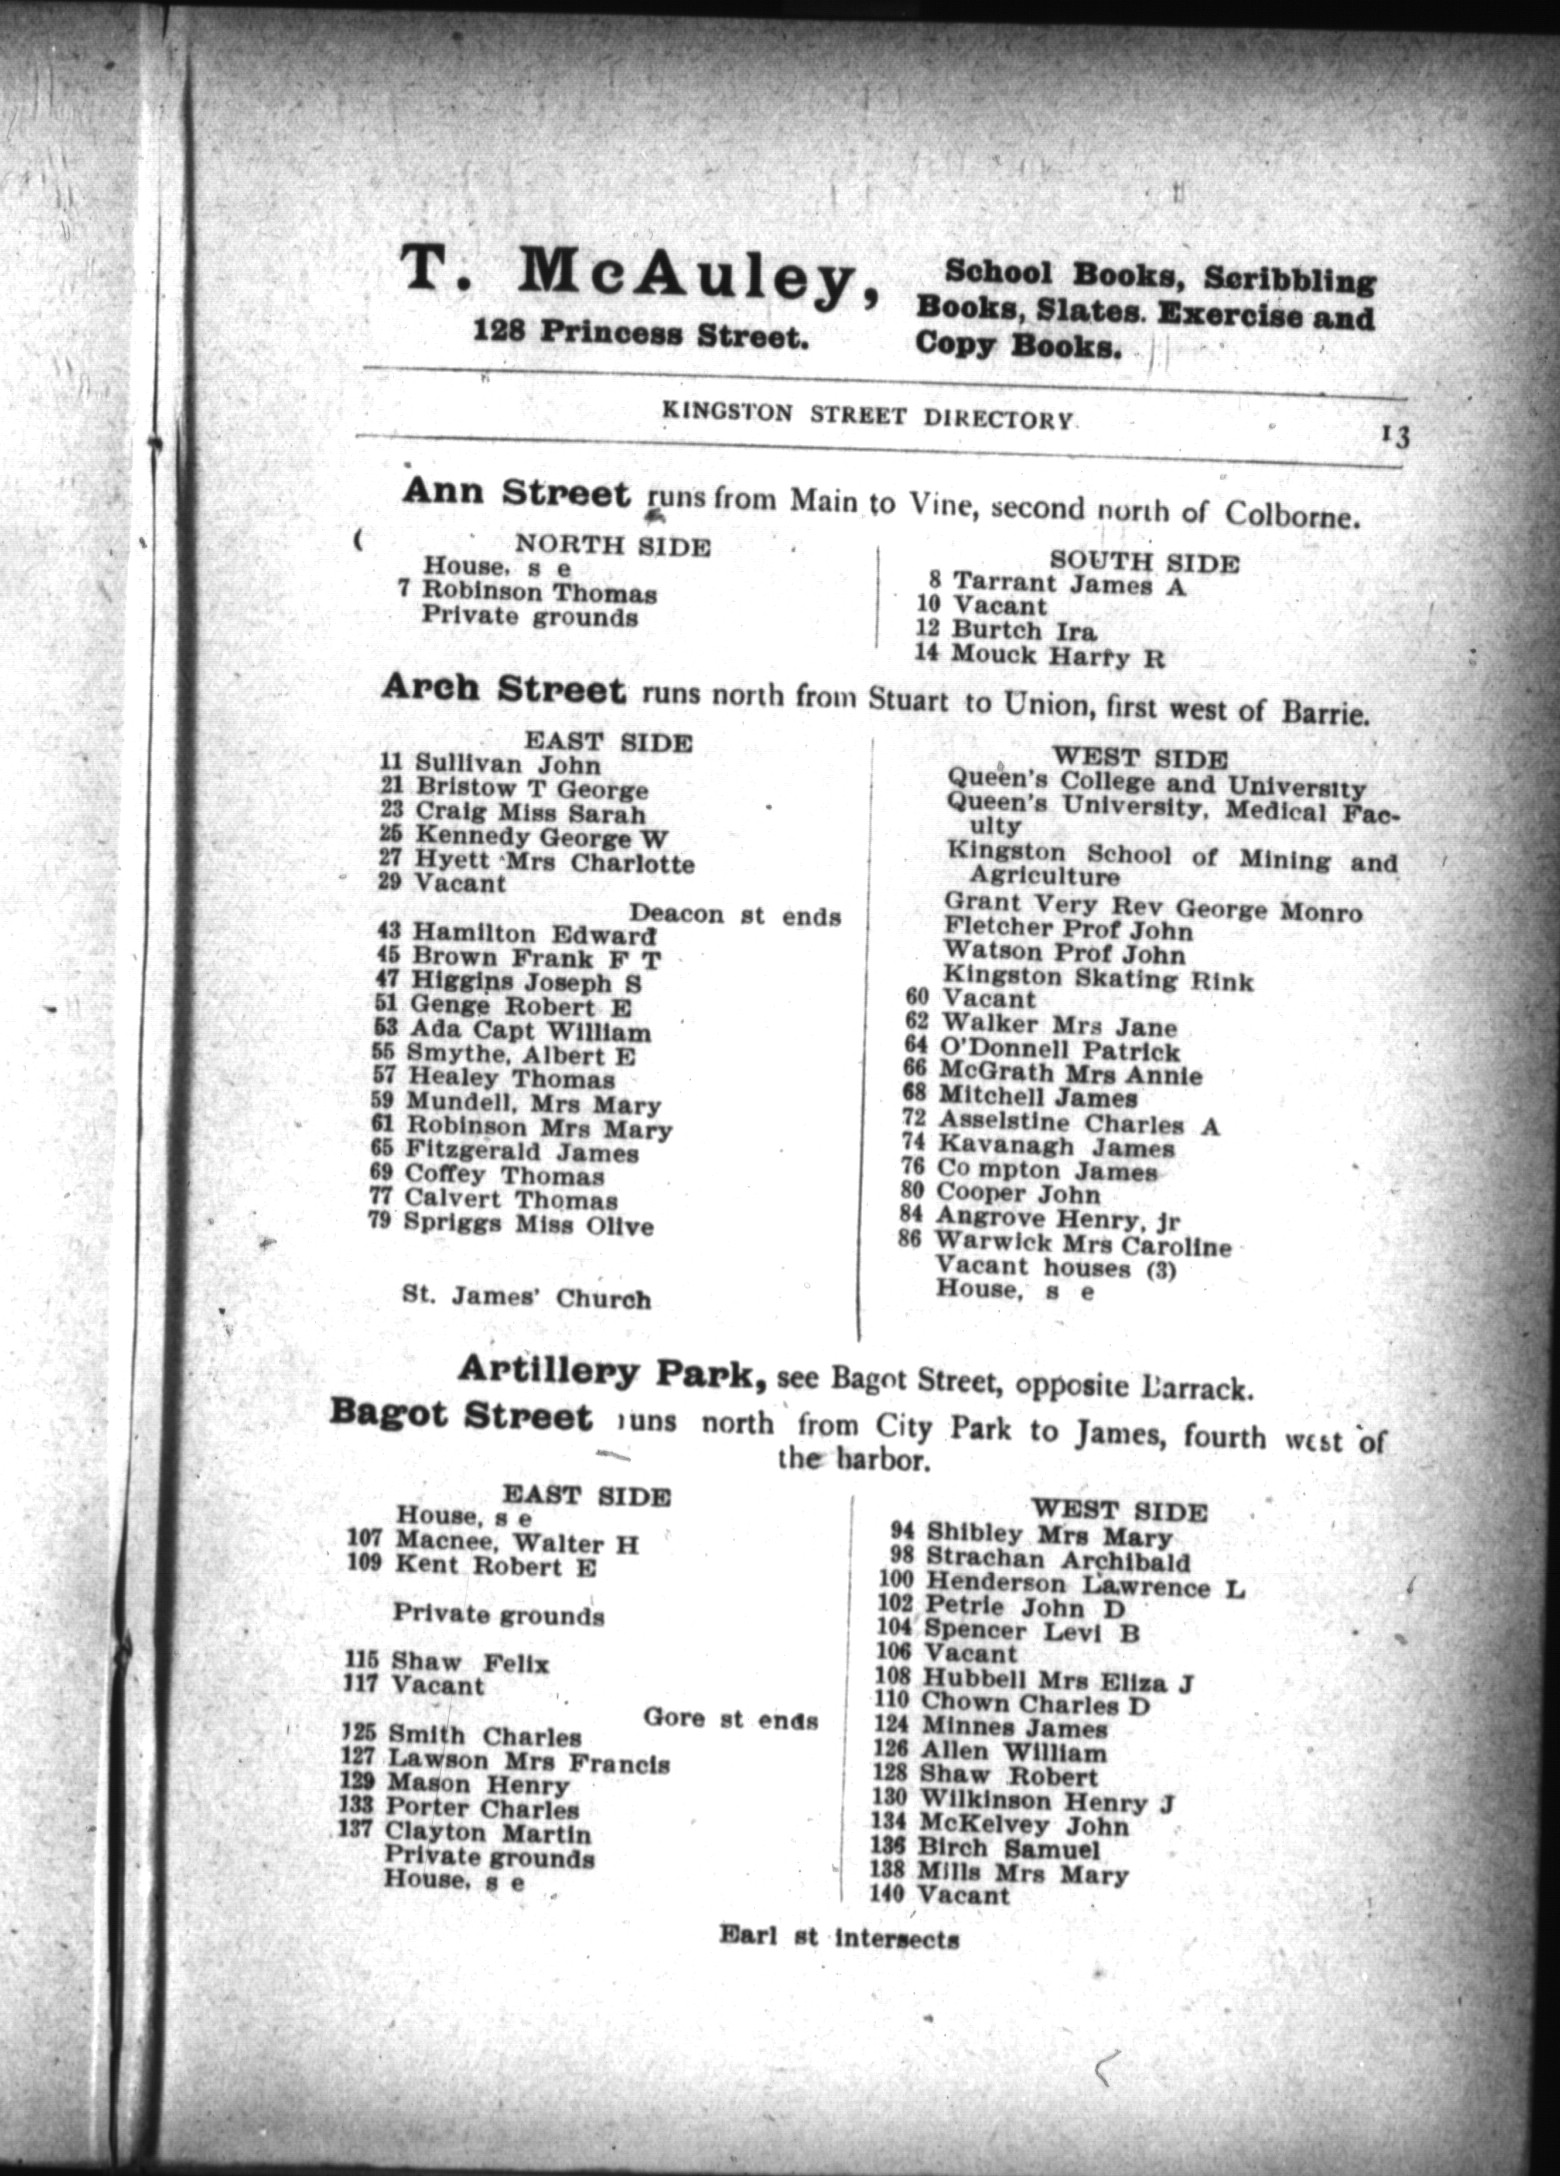 T. McAuley,
128 Princess Street.
School Books, Scribbling
Books, Slates. Exercise and
Copy Books.
KINGSTON STREET DIRECTORY
13
Ann Street runs from Main to Vine, second north of Colborne.
NORTH SIDE
House, s e
7 Robinson Thomas
Private grounds
SOUTH SIDE
8 Tarrant James A
10 Vacant
12 Burtch Ira
14 Mouck Harry R
Arch Street runs north from Stuart to Union, first west of Barrie.
EAST SIDE
11 Sullivan John
21 Bristow T George
23 Craig Miss Sarah
25 Kennedy George W
27 Hyett Mrs Charlotte
29 Vacant
Deacon st ends
43 Hamilton Edward
45 Brown Frank F T
47 Higgins Joseph S
51 Genge Robert E
53 Ada Capt William
55 Smythe, Albert E
57 Healey Thomas
59 Mundell, Mrs Mary
61 Robinson Mrs Mary
65 Fitzgerald James
69 Coffey Thomas
77 Calvert Thomas
79 Spriggs Miss Olive
St. James' Church
WEST SIDE
Queen's College and University
Queen's University, Medical Fac-
ulty
Kingston School of Mining and
Agriculture
Grant Very Rev George Monro
Fletcher Prof John
Watson Prof John
Kingston Skating Rink
60 Vacant
62 Walker Mrs Jane
64 O'Donnell Patrick
66 McGrath Mrs Annie
68 Mitchell James
72 Asselstine Charles A
74 Kavanagh James
76 Co mpton James
80 Cooper John
84 Angrove Henry, jr
86 Warwick Mrs Caroline
Vacant houses (3)
House, s e
Artillery Park, see Bagot Street, opposite Barrack.
Bagot Street runs north from City Park to James, fourth west of
the harbor.
EAST SIDE
House, s e
107 Macnee, Walter H
109 Kent Robert E
Private grounds
115 Shaw Felix
117 Vacant
Gore st ends
125 Smith Charles
127 Lawson Mrs Francis
129 Mason Henry
133 Porter Charles
137 Clayton Martin
Private grounds
House, s e
WEST SIDE
94 Shibley Mrs Mary
98 Strachan Archibald
100 Henderson Lawrence L
102 Petrie John D
104 Spencer Levi B
106 Vacant
108 Hubbell Mrs Eliza J
110 Chown Charles D
124 Minnes James
126 Allen William
128 Shaw Robert
130 Wilkinson Henry J
134 McKelvey John
136 Birch Samuel
138 Mills Mrs Mary
140 Vacant
Earl st intersects